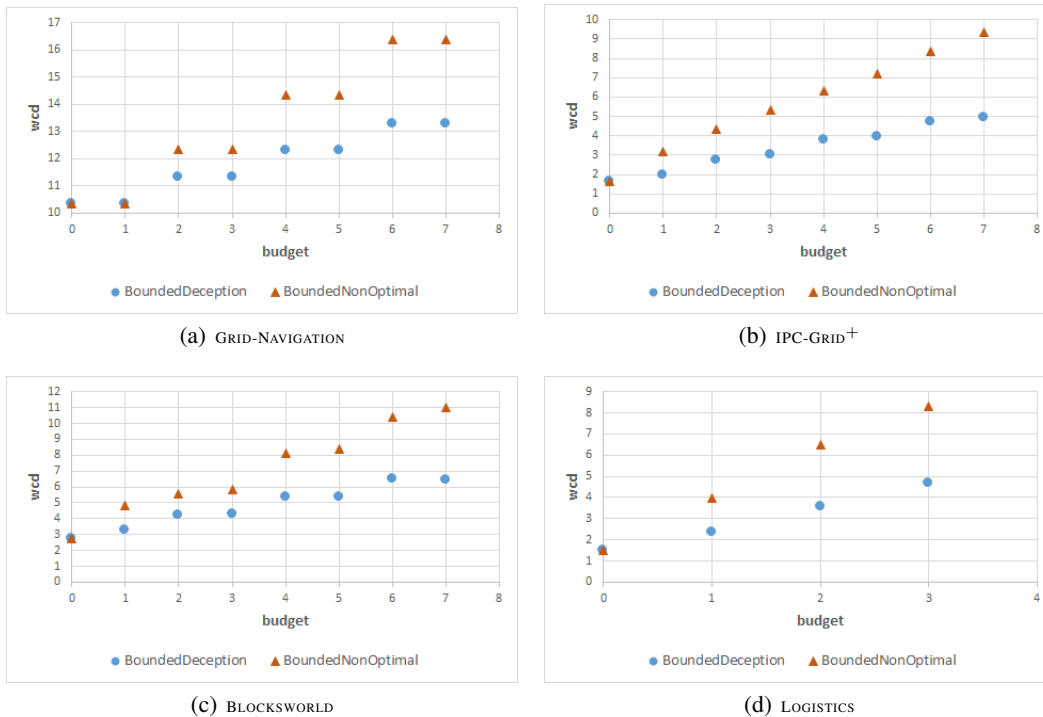 17
16
15
14
13
12
11
10
wcd
0 1 2 3 4 5 6 7 8
budget
BoundedDeception BoundedNonOptimal
(a) GRID-NAVIGATION
10
9
8
7
6
5
4
3
2
1
0
wcd
0 1 2 3 4 5 6 7 8
budget
BoundedDeception BoundedNonOptimal
(b) IPC-GRID+
12
11
10
9
8
7
6
5
4
3
2
1
0
wcd
0 1 2 3 4 5 6 7 8
budget
BoundedDeception BoundedNonOptimal
(c) BLOCKSWORLD
9
8
7
6
5
4
3
2
1
0
wcd
0 1 2 3 4
budget
BoundedDeception BoundedNonOptimal
(d) LOGISTICS